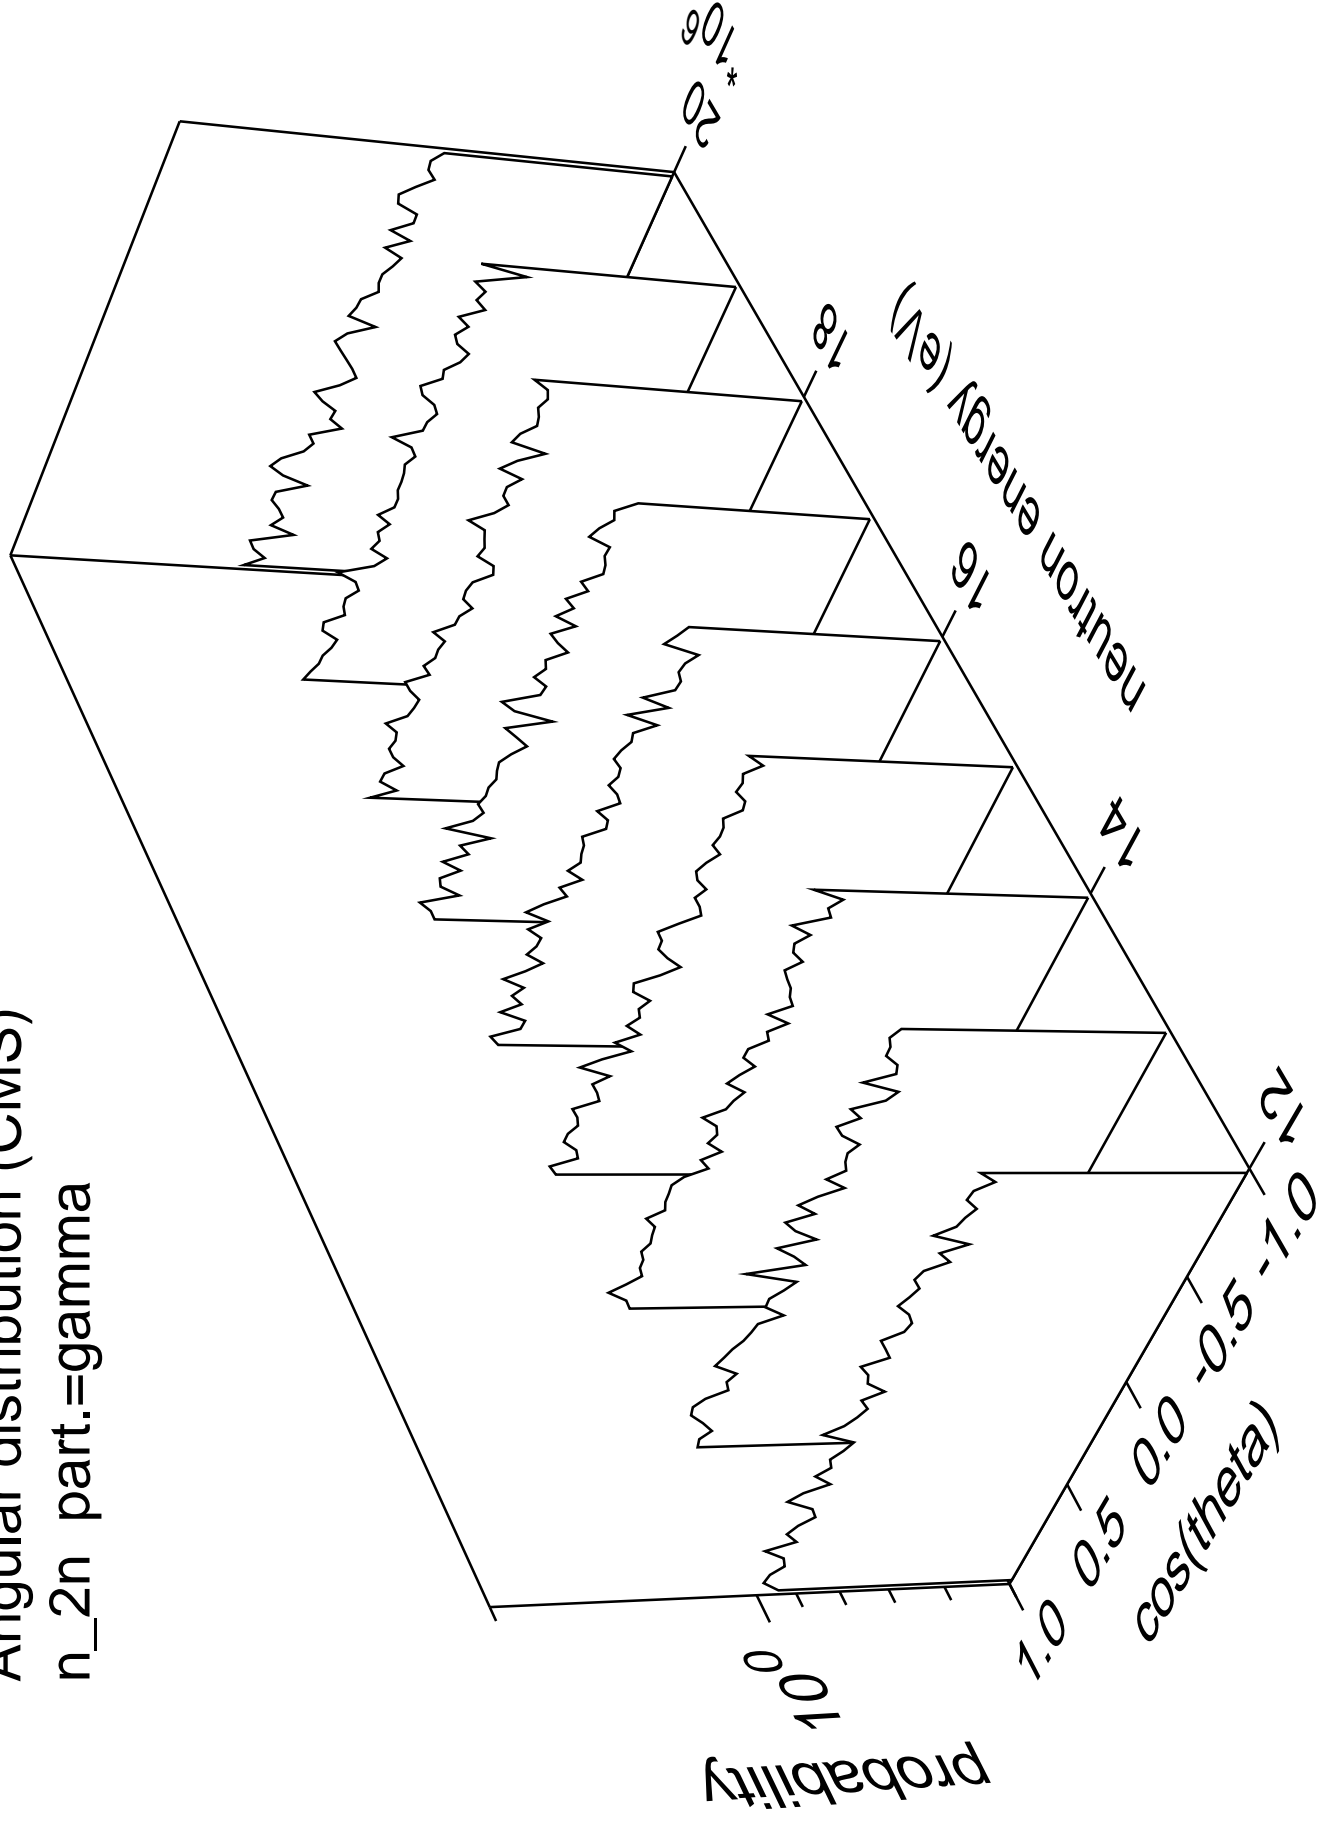 Angular distribution (CMS)
n_2n part.=gamma
probability
10^0
1.0 0.5 0.0 -0.5 -1.0
cos(theta)
12 14 16 18 20 *10^6
neutron energy (eV)